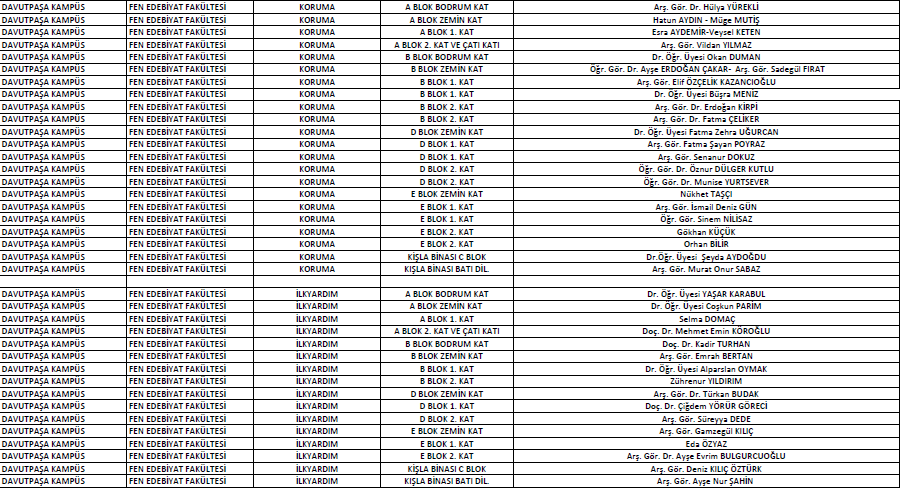 DAVUTPAŞA KAMPÜS FEN EDEBİYAT FAKÜLTESİ KORUMA A BLOK BODRUM KAT Arş. Gör. Dr. Hülya YÜREKLİ
DAVUTPAŞA KAMPÜS FEN EDEBİYAT FAKÜLTESİ KORUMA A BLOK ZEMİN KAT Hatun AYDIN - Müge MUTİŞ
DAVUTPAŞA KAMPÜS FEN EDEBİYAT FAKÜLTESİ KORUMA A BLOK 1. KAT Esra AYDEMİR-Veysel KETEN
DAVUTPAŞA KAMPÜS FEN EDEBİYAT FAKÜLTESİ KORUMA A BLOK 2. KAT VE ÇATI KATI Arş. Gör. Vildan YILMAZ
DAVUTPAŞA KAMPÜS FEN EDEBİYAT FAKÜLTESİ KORUMA B BLOK BODRUM KAT Dr. Öğr. Üyesi Okan DUMAN
DAVUTPAŞA KAMPÜS FEN EDEBİYAT FAKÜLTESİ KORUMA B BLOK ZEMİN KAT Öğr. Gör. Dr. Ayşe ERDOĞAN ÇAKAR- Arş. Gör. Sadegül FIRAT
DAVUTPAŞA KAMPÜS FEN EDEBİYAT FAKÜLTESİ KORUMA B BLOK 1. KAT Arş. Gör. Elif ÖZÇELİK KAZANCIOĞLU
DAVUTPAŞA KAMPÜS FEN EDEBİYAT FAKÜLTESİ KORUMA B BLOK 1. KAT Dr. Öğr. Üyesi Büşra MENİZ
DAVUTPAŞA KAMPÜS FEN EDEBİYAT FAKÜLTESİ KORUMA B BLOK 2. KAT Arş. Gör. Dr. Erdoğan KİRPİ
DAVUTPAŞA KAMPÜS FEN EDEBİYAT FAKÜLTESİ KORUMA B BLOK 2. KAT Arş. Gör. Dr. Fatma ÇELİKER
DAVUTPAŞA KAMPÜS FEN EDEBİYAT FAKÜLTESİ KORUMA D BLOK ZEMİN KAT Dr. Öğr. Üyesi Fatma Zehra UĞURCAN
DAVUTPAŞA KAMPÜS FEN EDEBİYAT FAKÜLTESİ KORUMA D BLOK 1. KAT Arş. Gör. Fatma Şayan POYRAZ
DAVUTPAŞA KAMPÜS FEN EDEBİYAT FAKÜLTESİ KORUMA D BLOK 1. KAT Arş. Gör. Senanur DOKUZ
DAVUTPAŞA KAMPÜS FEN EDEBİYAT FAKÜLTESİ KORUMA D BLOK 2. KAT Öğr. Gör. Dr. Öznur DÜLGER KUTLU
DAVUTPAŞA KAMPÜS FEN EDEBİYAT FAKÜLTESİ KORUMA D BLOK 2. KAT Öğr. Gör. Dr. Munise YURTSEVER
DAVUTPAŞA KAMPÜS FEN EDEBİYAT FAKÜLTESİ KORUMA E BLOK ZEMİN KAT Nükhet TAŞÇI
DAVUTPAŞA KAMPÜS FEN EDEBİYAT FAKÜLTESİ KORUMA E BLOK 1. KAT Arş. Gör. İsmail Deniz GÜN
DAVUTPAŞA KAMPÜS FEN EDEBİYAT FAKÜLTESİ KORUMA E BLOK 1. KAT Öğr. Gör. Sinem NİLİSAZ
DAVUTPAŞA KAMPÜS FEN EDEBİYAT FAKÜLTESİ KORUMA E BLOK 2. KAT Gökhan KÜÇÜK
DAVUTPAŞA KAMPÜS FEN EDEBİYAT FAKÜLTESİ KORUMA E BLOK 2. KAT Orhan BİLİR
DAVUTPAŞA KAMPÜS FEN EDEBİYAT FAKÜLTESİ KORUMA KIŞLA BİNASI C BLOK Dr.Öğr. Üyesi Şeyda AYDOĞDU
DAVUTPAŞA KAMPÜS FEN EDEBİYAT FAKÜLTESİ KORUMA KIŞLA BİNASI BATI DİL. Arş. Gör. Murat Onur SABAZ
DAVUTPAŞA KAMPÜS FEN EDEBİYAT FAKÜLTESİ İLKYARDIM A BLOK BODRUM KAT Dr. Öğr. Üyesi YAŞAR KARABUL
DAVUTPAŞA KAMPÜS FEN EDEBİYAT FAKÜLTESİ İLKYARDIM A BLOK ZEMİN KAT Dr. Öğr. Üyesi Coşkun PARİM
DAVUTPAŞA KAMPÜS FEN EDEBİYAT FAKÜLTESİ İLKYARDIM A BLOK 1. KAT Selma DOMAÇ
DAVUTPAŞA KAMPÜS FEN EDEBİYAT FAKÜLTESİ İLKYARDIM A BLOK 2. KAT VE ÇATI KATI Doç. Dr. Mehmet Emin KÖROĞLU
DAVUTPAŞA KAMPÜS FEN EDEBİYAT FAKÜLTESİ İLKYARDIM B BLOK BODRUM KAT Doç. Dr. Kadir TURHAN
DAVUTPAŞA KAMPÜS FEN EDEBİYAT FAKÜLTESİ İLKYARDIM B BLOK ZEMİN KAT Arş. Gör. Emrah BERTAN
DAVUTPAŞA KAMPÜS FEN EDEBİYAT FAKÜLTESİ İLKYARDIM B BLOK 1. KAT Dr. Öğr. Üyesi Alparslan OYMAK
DAVUTPAŞA KAMPÜS FEN EDEBİYAT FAKÜLTESİ İLKYARDIM B BLOK 2. KAT Zührenur YILDIRIM
DAVUTPAŞA KAMPÜS FEN EDEBİYAT FAKÜLTESİ İLKYARDIM D BLOK ZEMİN KAT Arş. Gör. Dr. Türkan BUDAK
DAVUTPAŞA KAMPÜS FEN EDEBİYAT FAKÜLTESİ İLKYARDIM D BLOK 1. KAT Doç. Dr. Çiğdem YÖRÜR GÖRECİ
DAVUTPAŞA KAMPÜS FEN EDEBİYAT FAKÜLTESİ İLKYARDIM D BLOK 2. KAT Arş. Gör. Süreyya DEDE
DAVUTPAŞA KAMPÜS FEN EDEBİYAT FAKÜLTESİ İLKYARDIM E BLOK ZEMİN KAT Arş. Gör. Gamzegül KILIÇ
DAVUTPAŞA KAMPÜS FEN EDEBİYAT FAKÜLTESİ İLKYARDIM E BLOK 1. KAT Eda ÖZYAZ
DAVUTPAŞA KAMPÜS FEN EDEBİYAT FAKÜLTESİ İLKYARDIM E BLOK 2. KAT Arş. Gör. Dr. Ayşe Evrim BULGURCUOĞLU
DAVUTPAŞA KAMPÜS FEN EDEBİYAT FAKÜLTESİ İLKYARDIM KIŞLA BİNASI C BLOK Arş. Gör. Deniz KILIÇ ÖZTÜRK
DAVUTPAŞA KAMPÜS FEN EDEBİYAT FAKÜLTESİ İLKYARDIM KIŞLA BİNASI BATI DİL. Arş. Gör. Ayşe Nur ŞAHİN